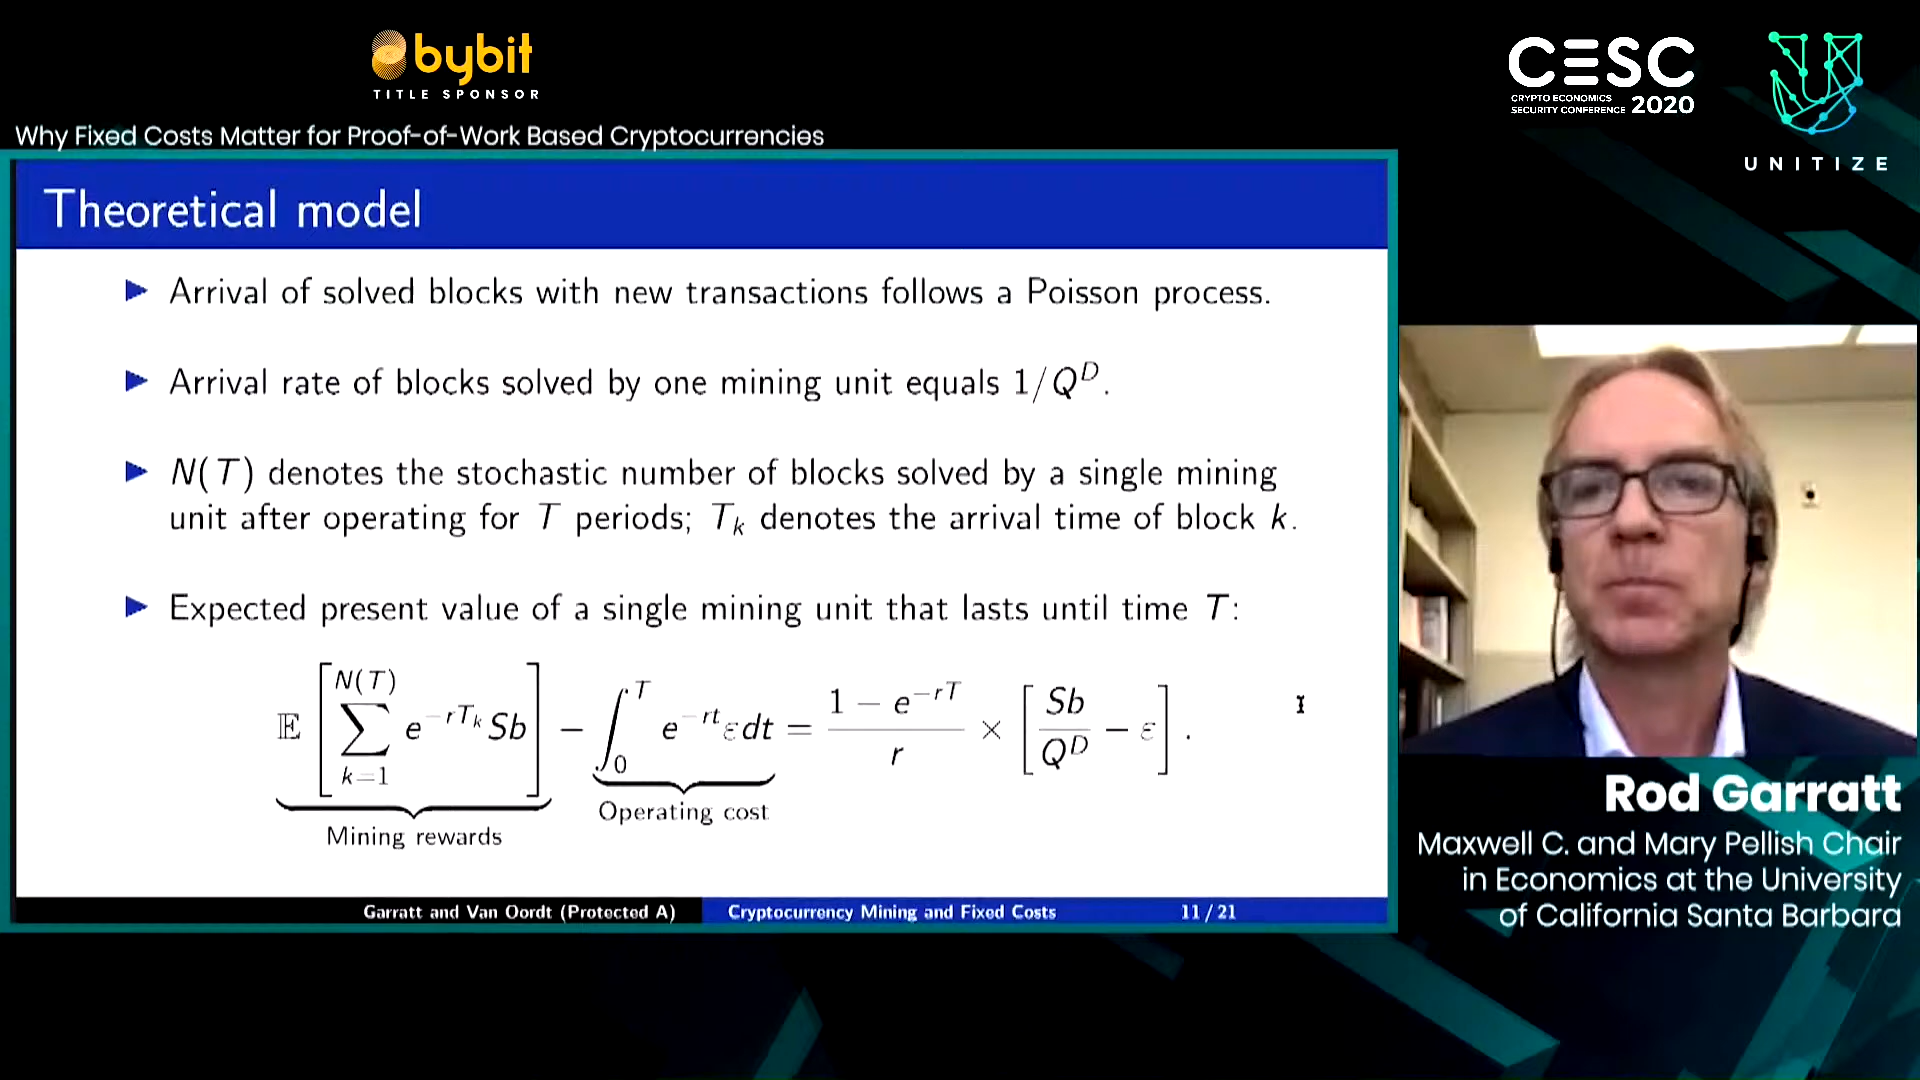 bybit
TITLE SPONSOR
CESC
CRYPTO ECONOMICS
SECURITY CONFERENCE 2020
UNITIZE
Why Fixed Costs Matter for Proof-of-Work Based Cryptocurrencies
Theoretical model
▶ Arrival of solved blocks with new transactions follows a Poisson process.
▶ Arrival rate of blocks solved by one mining unit equals 1/Q^D.
▶ N(T) denotes the stochastic number of blocks solved by a single mining
unit after operating for T periods; T_k denotes the arrival time of block k.
▶ Expected present value of a single mining unit that lasts until time T:
𝔼 [∑_{k=1}^{N(T)} e^{−rT_k} Sb] − ∫_0^T e^{−rt} εdt = (1 − e^{−rT})/r × [Sb/Q^D − ε].
Mining rewards
Operating cost
Garratt and Van Oordt (Protected A)
Cryptocurrency Mining and Fixed Costs
11 / 21
Rod Garratt
Maxwell C. and Mary Pellish Chair
in Economics at the University
of California Santa Barbara